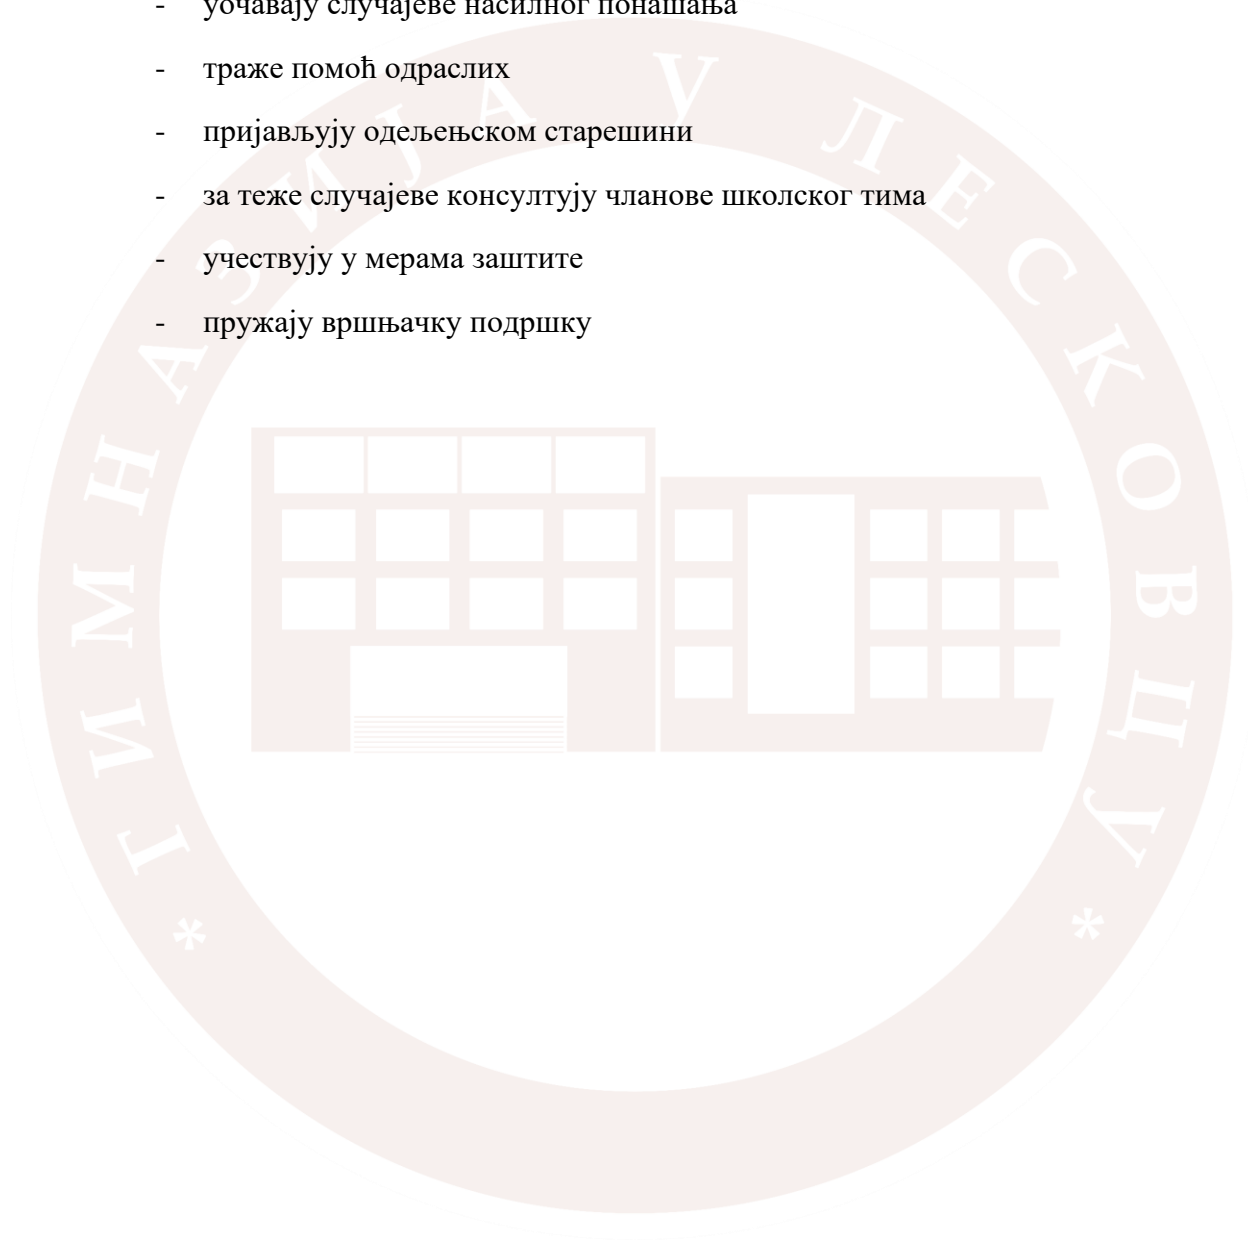 - уочавају случајеве насилног понашања
- траже помоћ одраслих
- пријављују одељењском старешини
- за теже случајеве консултују чланове школског тима
- учествују у мерама заштите
- пружају вршњачку подршку
* ГИМНАЗИЈА У ЛЕСКОВЦУ *